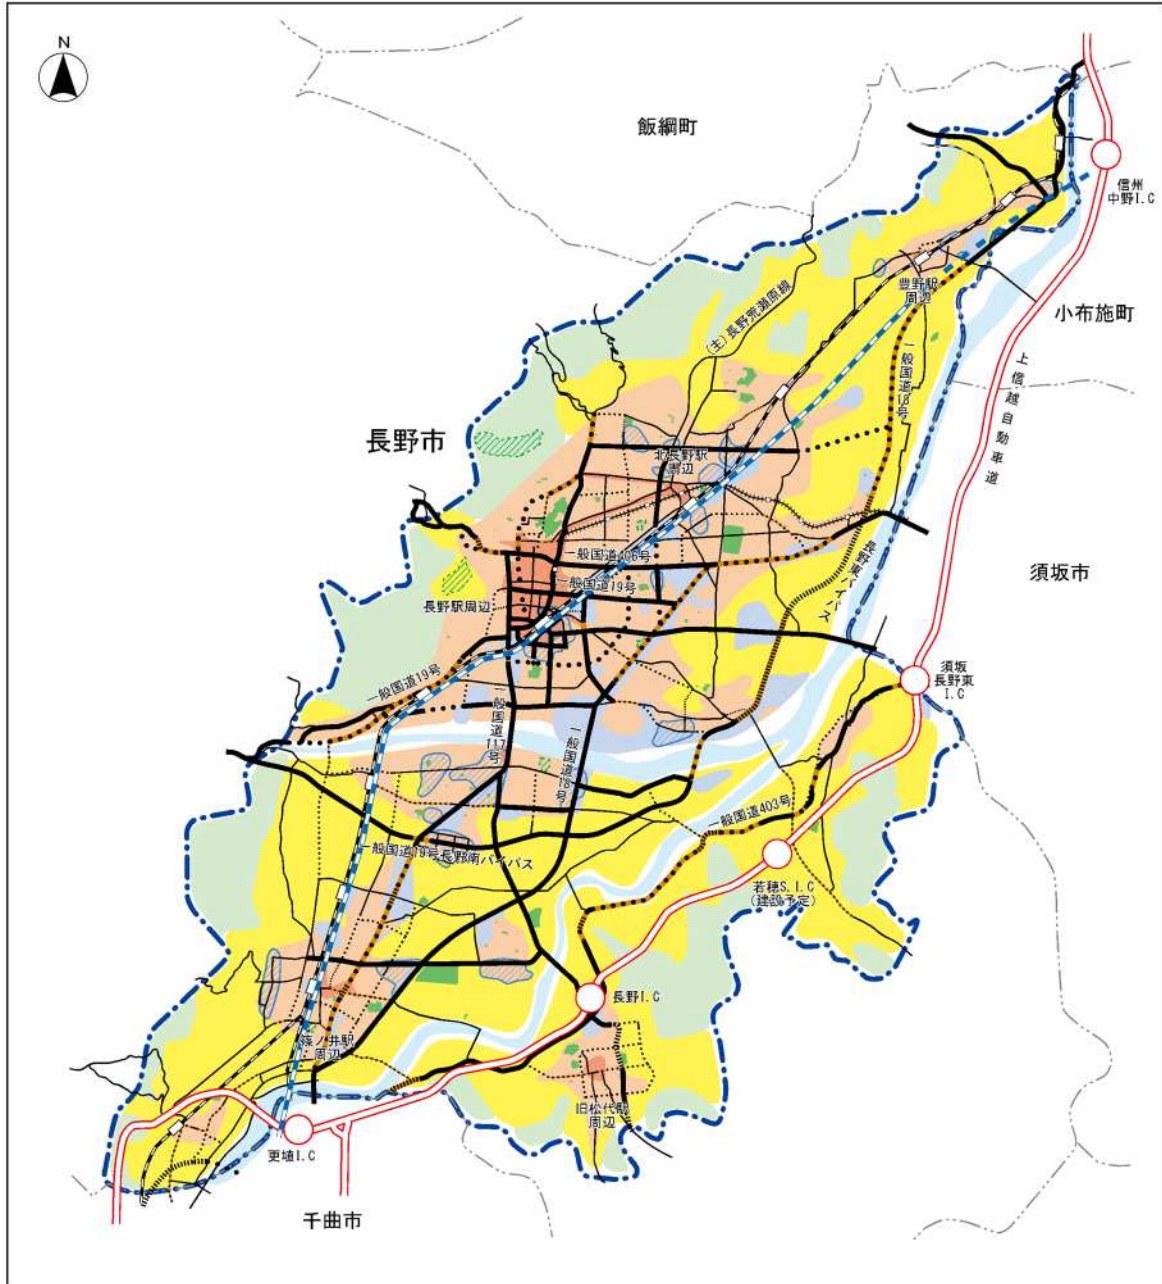 N
飯綱町
信州
中野I.C
豊野駅
周辺
小布施町
(主)長野荒瀬原線
一般国道18号
上信越自動車道
長野市
北長野駅
周辺
一般国道406号
長野東バイパス
須坂市
一般国道19号
長野駅周辺
須坂
長野東
I.C
一般国道19号
一般国道
117号
一般国道18号
一般国道403号
一般国道19号長野南バイパス
若穂S.I.C
(建設予定)
長野I.C
篠ノ井駅
周辺
旧松代駅
周辺
更埴I.C
千曲市